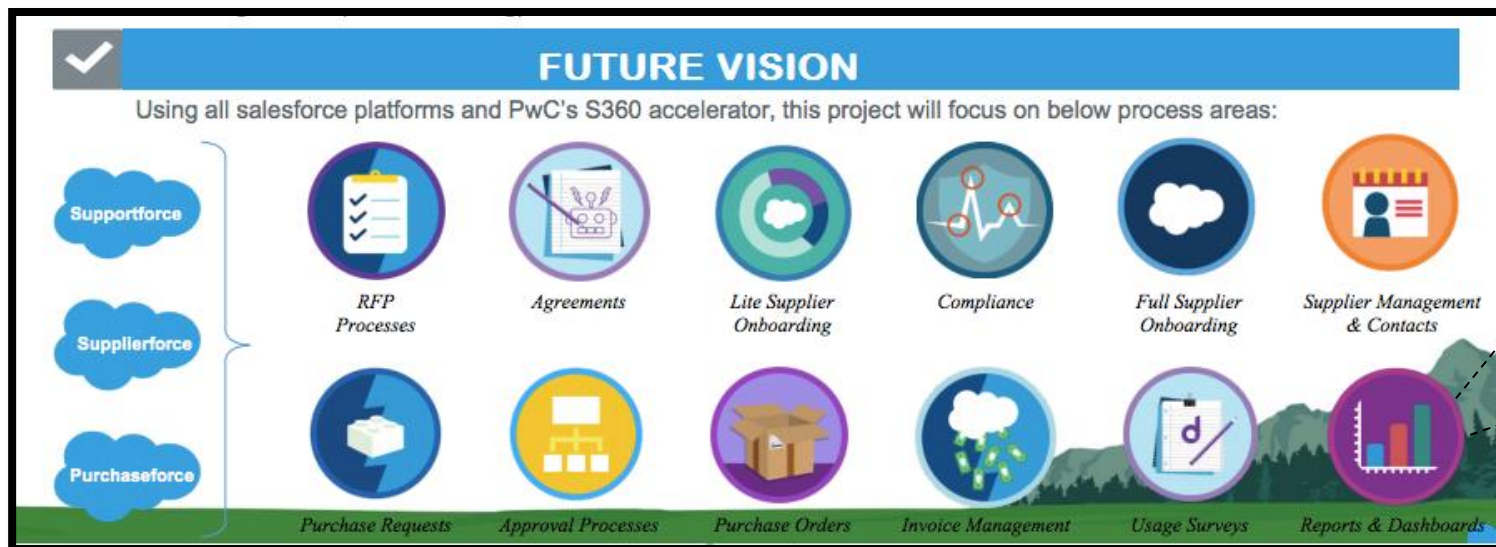 FUTURE VISION
Using all salesforce platforms and PwC's S360 accelerator, this project will focus on below process areas:
Supportforce
Supplierforce
Purchaseforce
RFP
Processes
Agreements
Lite Supplier
Onboarding
Compliance
Full Supplier
Onboarding
Supplier Management
& Contacts
d
Purchase Requests
Approval Processes
Purchase Orders
Invoice Management
Usage Surveys
Reports & Dashboards